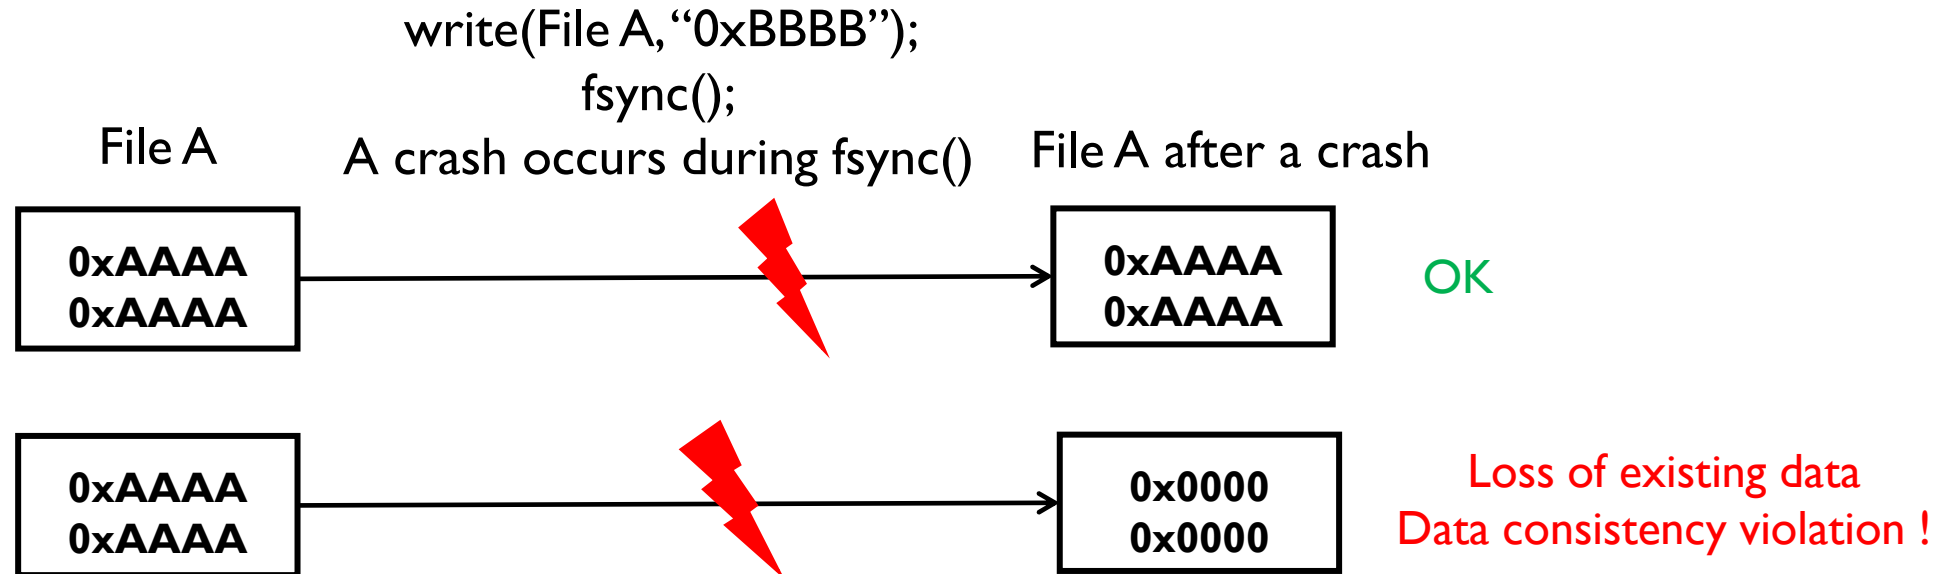 write(File A, “0xBBBB”);
fsync();
A crash occurs during fsync()
File A
File A after a crash
0xAAAA
0xAAAA
0xAAAA
0xAAAA
OK
0xAAAA
0xAAAA
0x0000
0x0000
Loss of existing data
Data consistency violation !